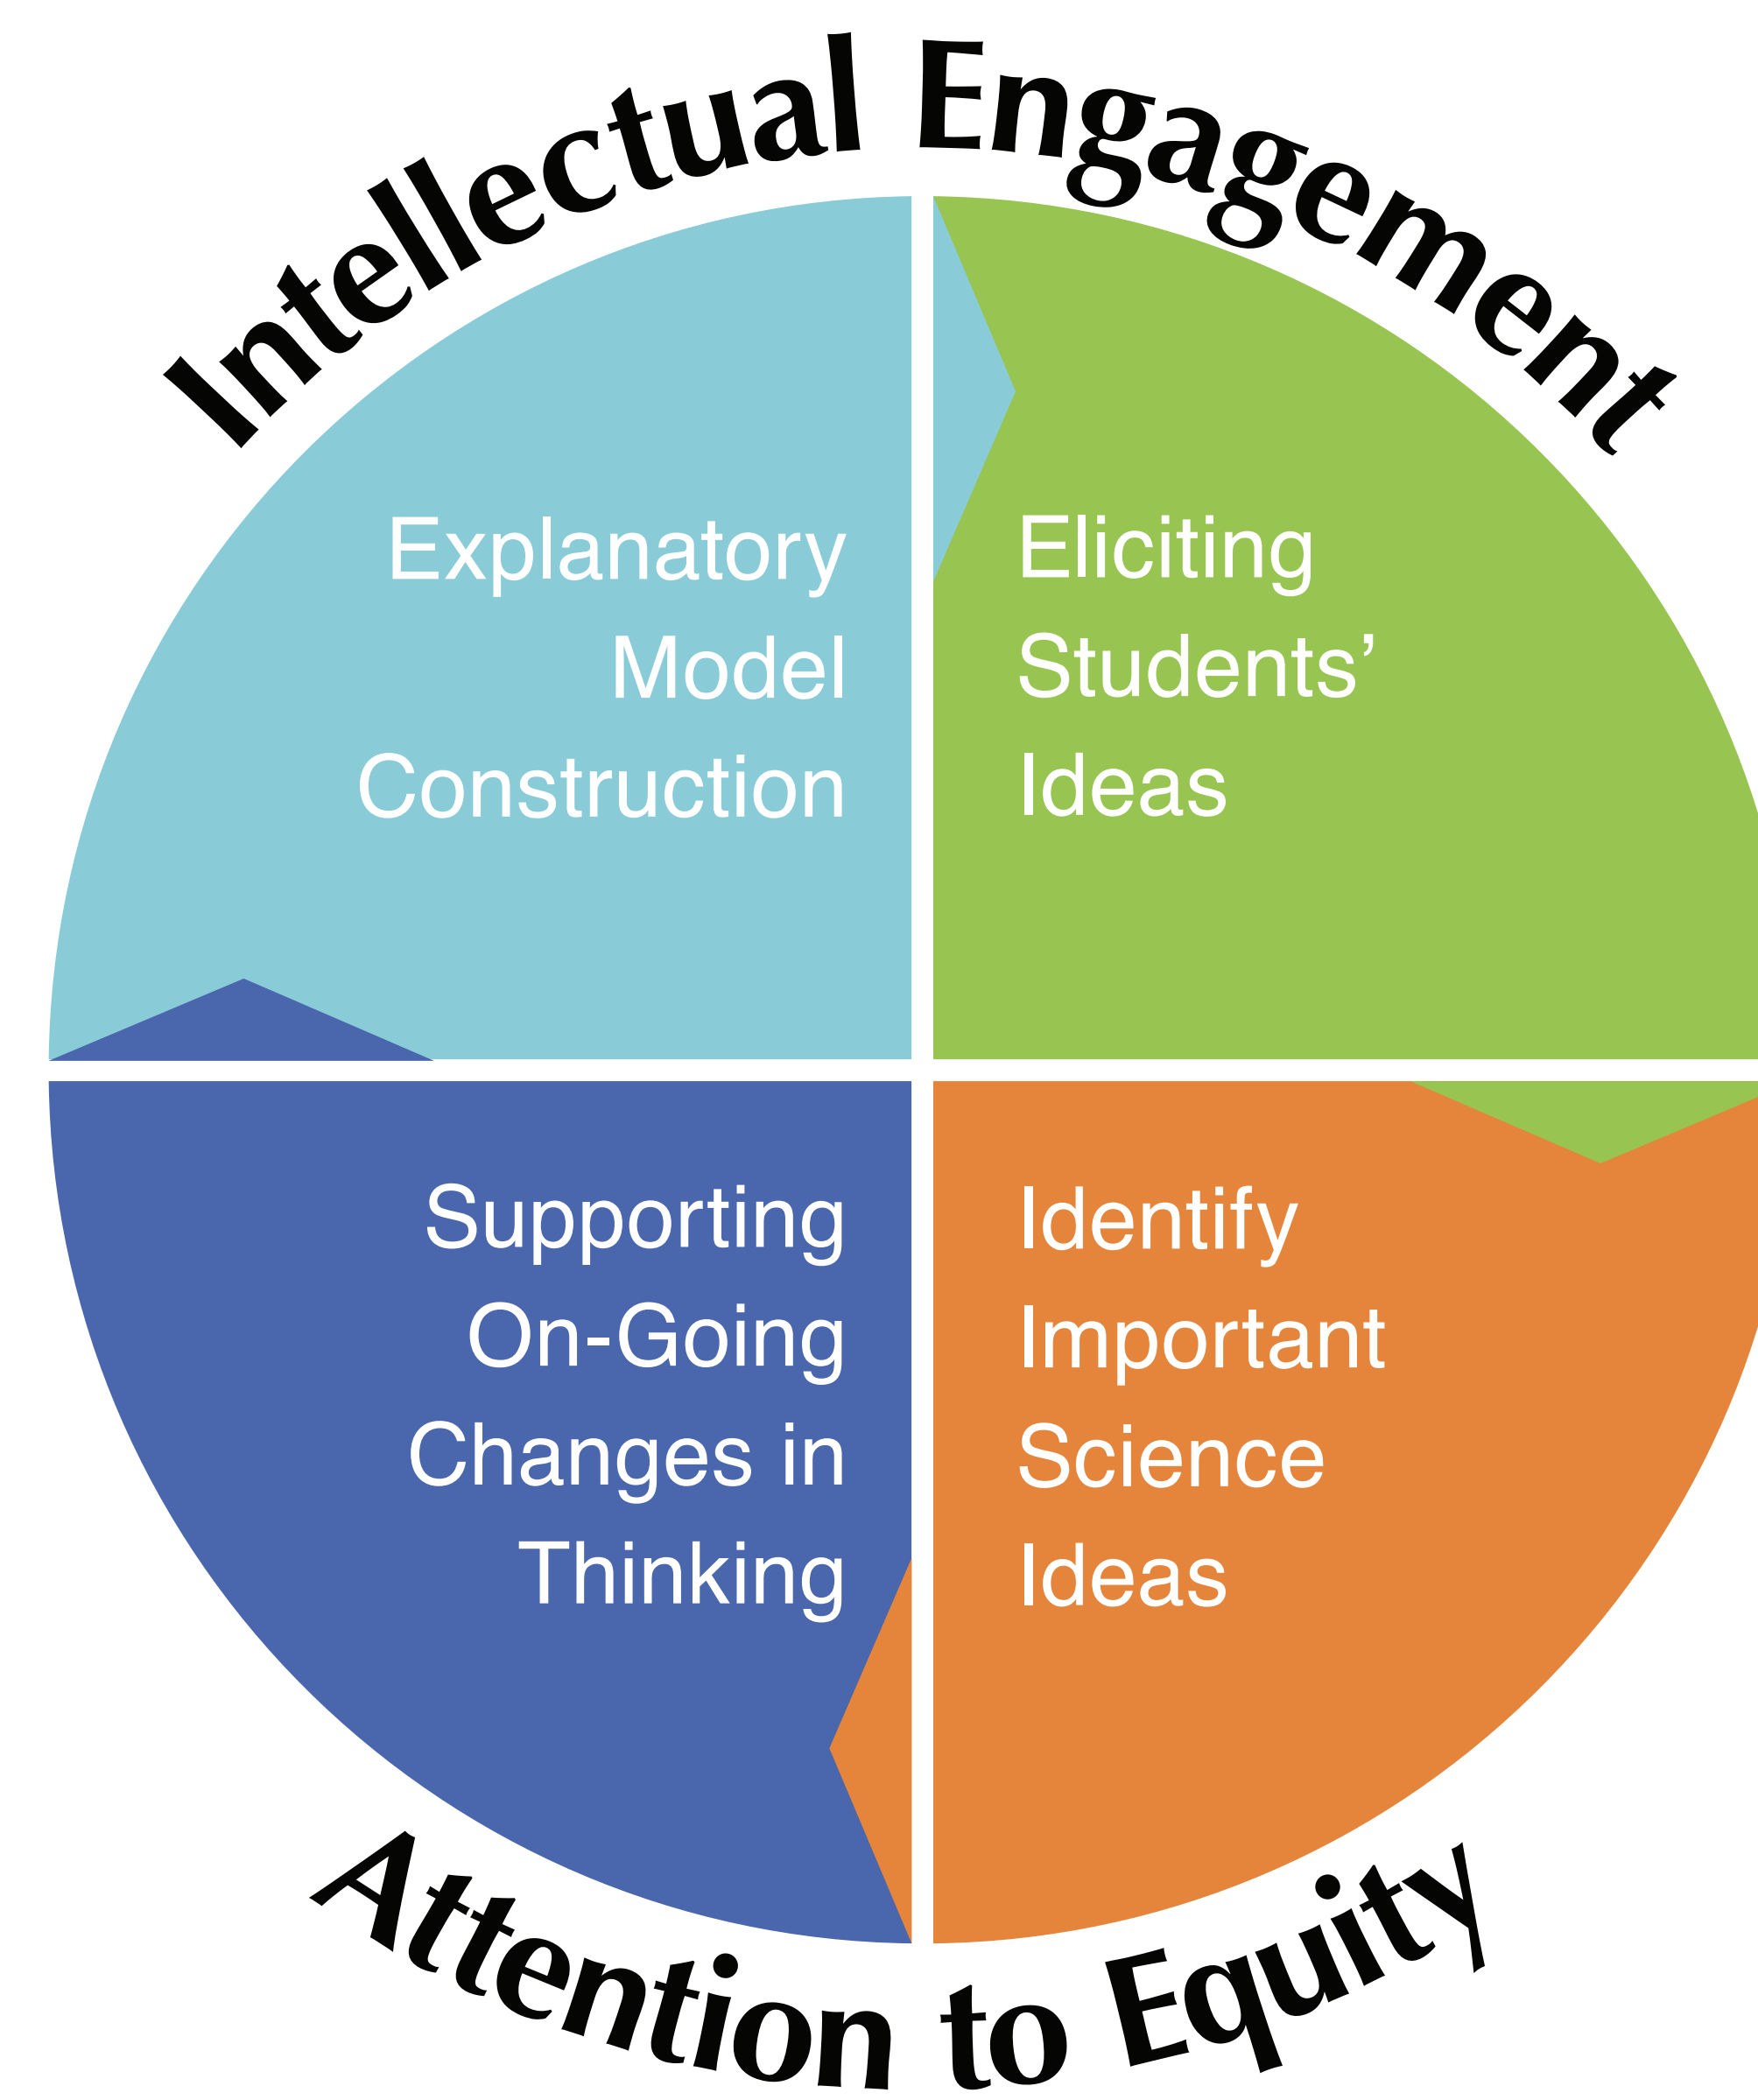 Intellectual Engagement
Explanatory
Model
Construction
Eliciting
Students’
Ideas
Supporting
On-Going
Changes in
Thinking
Identify
Important
Science
Ideas
Attention to Equity